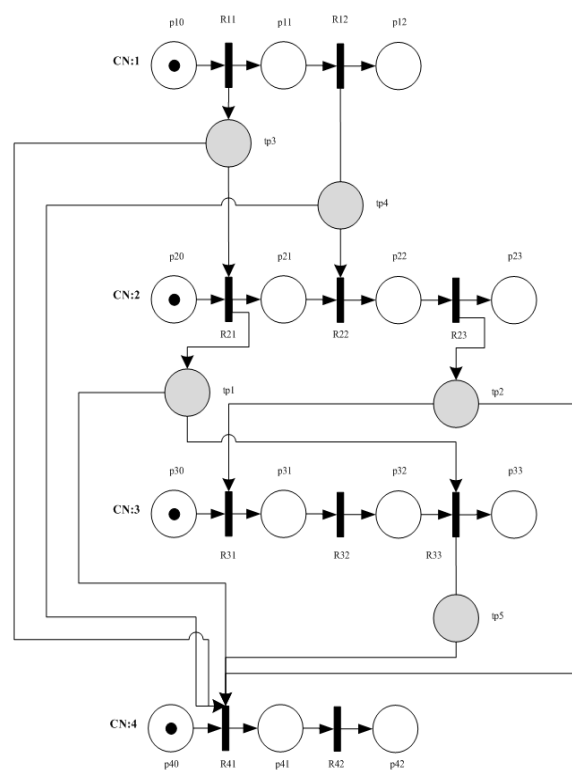 p10 R11 p11 R12 p12
CN:1
tp3
tp4
p20 p21 p22 p23
CN:2
R21 R22 R23
tp1 tp2
p30 p31 p32 p33
CN:3
R31 R32 R33
tp5
CN:4
p40 R41 p41 R42 p42